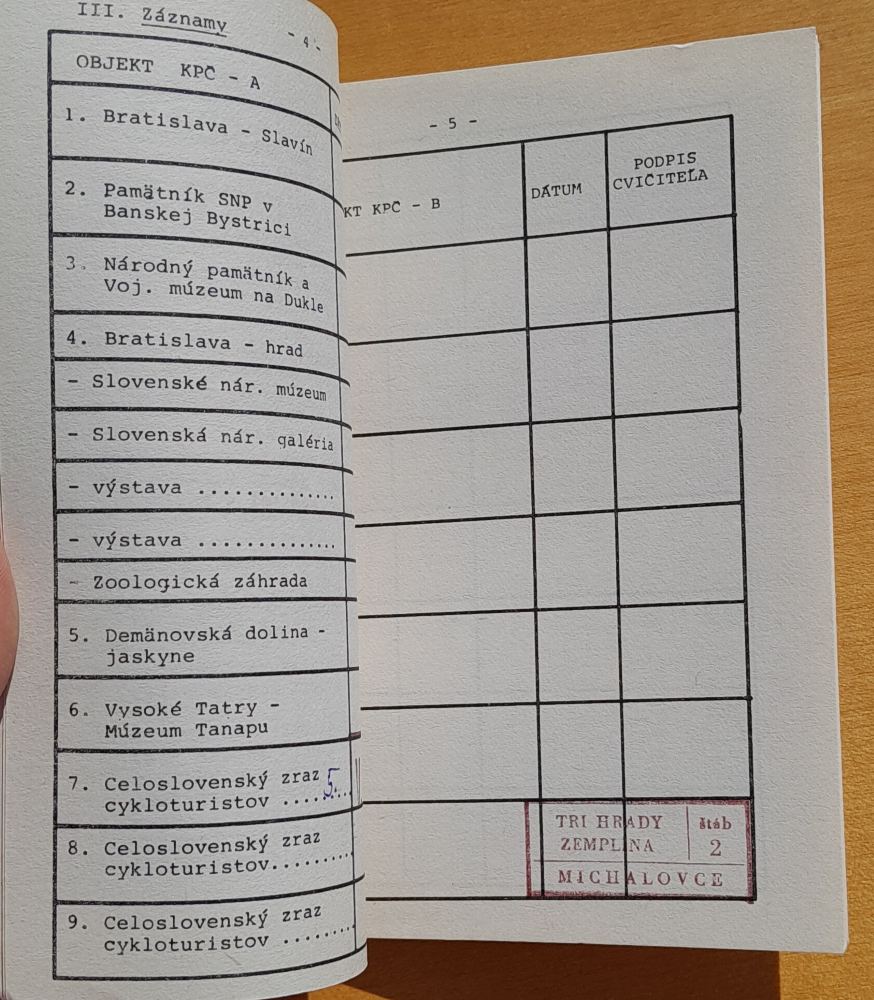 III. Záznamy
- 4 -
OBJEKT KPČ - A
1. Bratislava - Slavín
2. Pamätník SNP v
Banskej Bystrici
3. Národný pamätník a
Voj. múzeum na Dukle
4. Bratislava - hrad
- Slovenské nár. múzeum
- Slovenská nár. galéria
- výstava ...............
- výstava ...............
- Zoologická záhrada
5. Demänovská dolina -
jaskyne
6. Vysoké Tatry -
Múzeum Tanapu
7. Celoslovenský zraz
cykloturistov ...5....
8. Celoslovenský zraz
cykloturistov.........
9. Celoslovenský zraz
cykloturistov ........
- 5 -
KT KPČ - B
DÁTUM
PODPIS
CVIČITEĽA
TRI HRADY
ZEMPLÍNA
štáb
2
MICHALOVCE